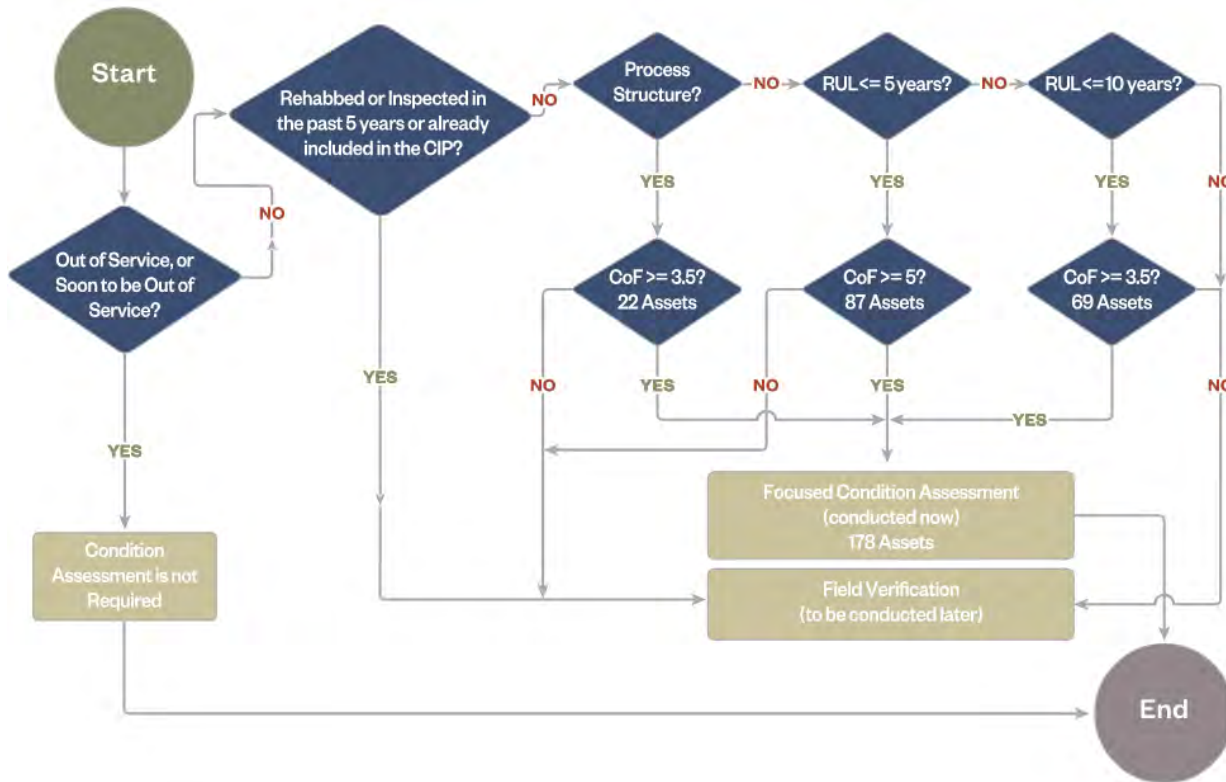 Start
Rehabbed or Inspected in
the past 5 years or already
included in the CIP?
NO
Process
Structure?
NO
RUL<= 5 years?
NO
RUL<=10 years?
YES
YES
YES
NO
NO
Out of Service, or
Soon to be Out of
Service?
CoF >= 3.5?
22 Assets
CoF >= 5?
87 Assets
CoF >= 3.5?
69 Assets
YES
NO
YES
NO
YES
NO
YES
YES
Focused Condition Assessment
(conducted now)
178 Assets
Condition
Assessment is not
Required
Field Verification
(to be conducted later)
End